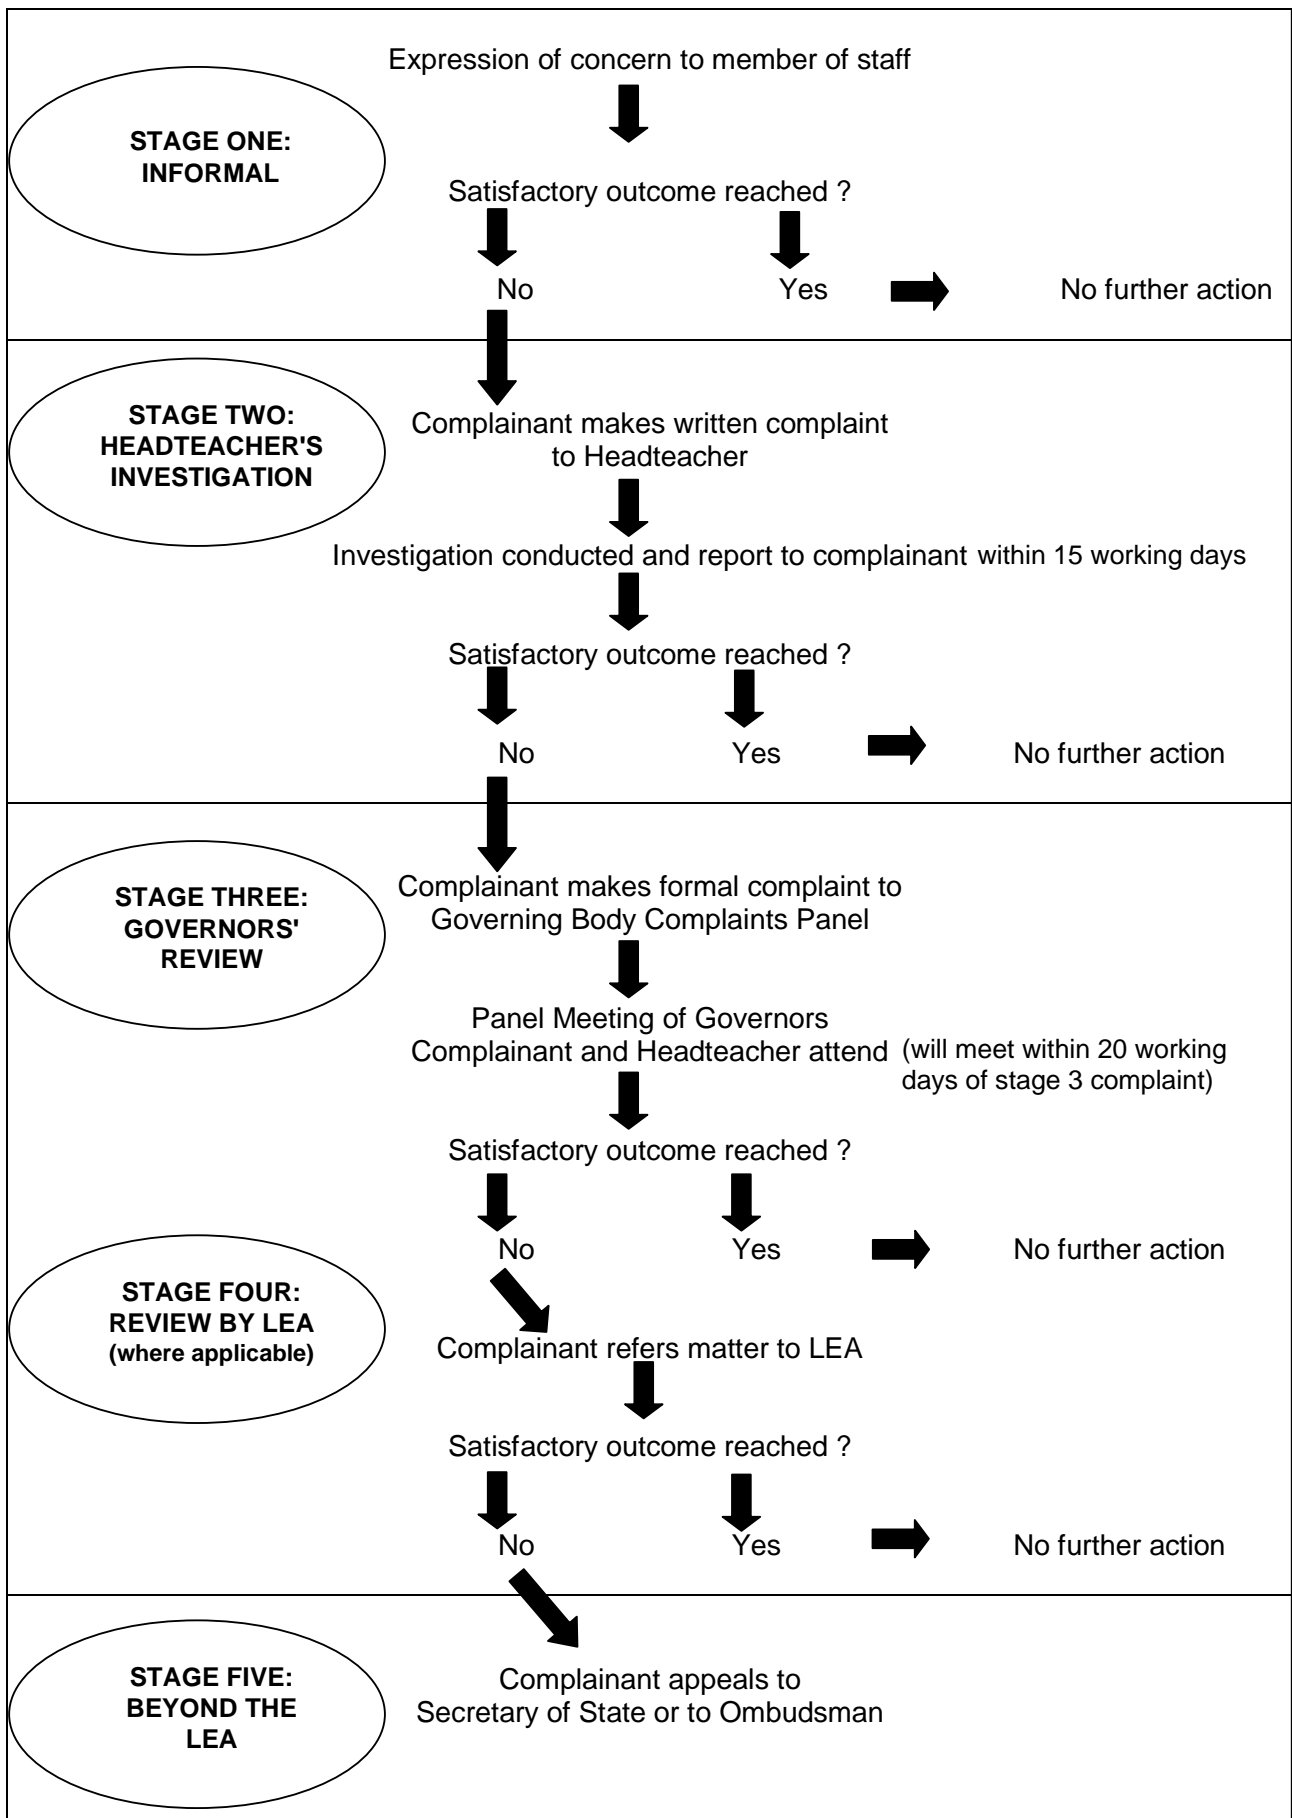 Expression of concern to member of staff
STAGE ONE:
INFORMAL
Satisfactory outcome reached ?
No
Yes
No further action
STAGE TWO:
HEADTEACHER'S
INVESTIGATION
Complainant makes written complaint
to Headteacher
Investigation conducted and report to complainant within 15 working days
Satisfactory outcome reached ?
No
Yes
No further action
STAGE THREE:
GOVERNORS'
REVIEW
Complainant makes formal complaint to
Governing Body Complaints Panel
Panel Meeting of Governors
Complainant and Headteacher attend
(will meet within 20 working
days of stage 3 complaint)
Satisfactory outcome reached ?
No
Yes
No further action
STAGE FOUR:
REVIEW BY LEA
(where applicable)
Complainant refers matter to LEA
Satisfactory outcome reached ?
No
Yes
No further action
STAGE FIVE:
BEYOND THE
LEA
Complainant appeals to
Secretary of State or to Ombudsman